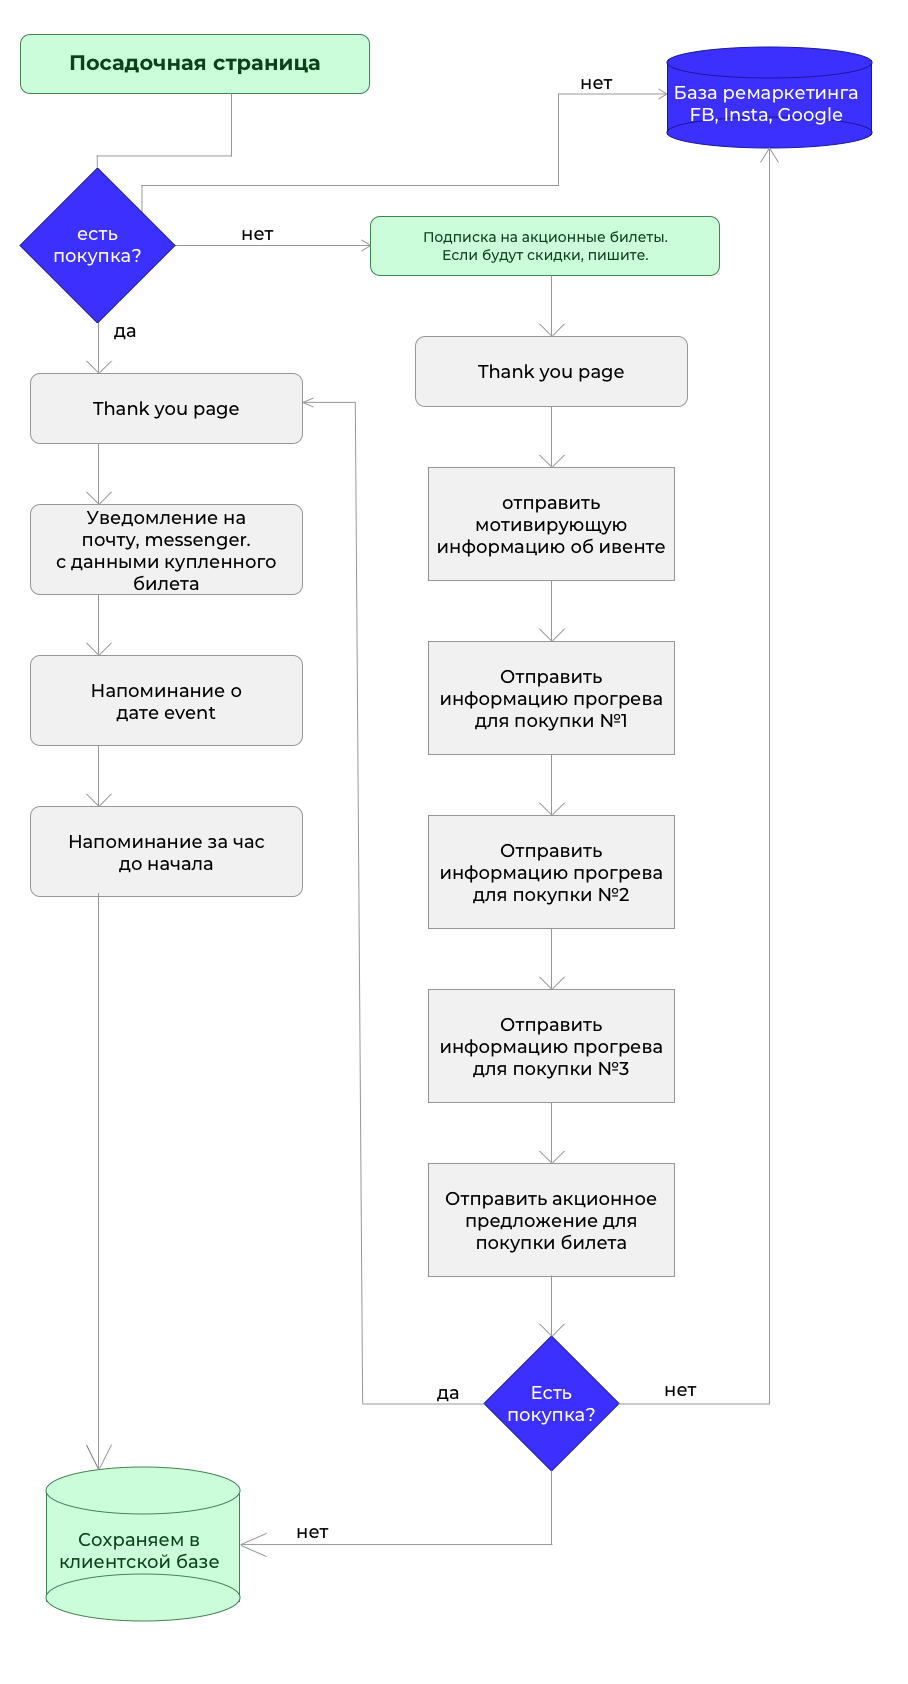 Посадочная страница
нет
База ремаркетинга
FB, Insta, Google
есть
покупка?
нет
Подписка на акционные билеты.
Если будут скидки, пишите.
да
Thank you page
Thank you page
Уведомление на
почту, messenger.
с данными купленного
билета
отправить
мотивирующую
информацию об ивенте
Напоминание о
дате event
Отправить
информацию прогрева
для покупки №1
Напоминание за час
до начала
Отправить
информацию прогрева
для покупки №2
Отправить
информацию прогрева
для покупки №3
Отправить акционное
предложение для
покупки билета
да
Есть
покупка?
нет
нет
Сохраняем в
клиентской базе